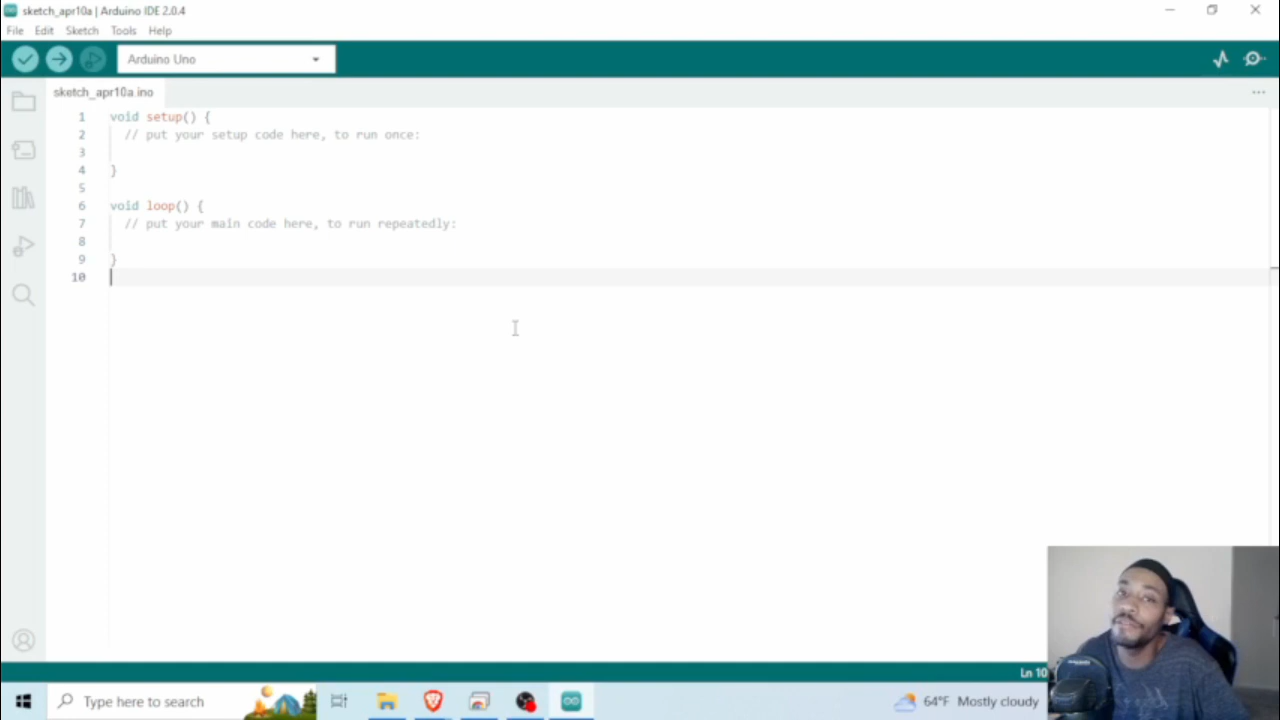 sketch_apr10a | Arduino IDE 2.0.4
File Edit Sketch Tools Help
Arduino Uno
sketch_apr10a.ino
1 void setup() {
2 // put your setup code here, to run once:
3
4 }
5
6 void loop() {
7 // put your main code here, to run repeatedly:
8
9 }
10
Ln 10
Type here to search
64°F Mostly cloudy